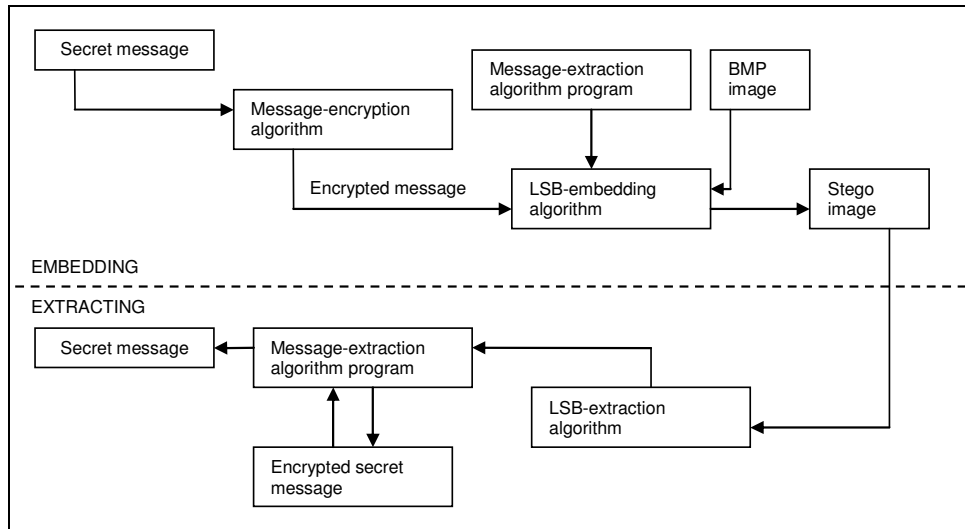 Secret message
Message-extraction
algorithm program
BMP
image
Message-encryption
algorithm
Encrypted message
LSB-embedding
algorithm
Stego
image
EMBEDDING
EXTRACTING
Secret message
Message-extraction
algorithm program
LSB-extraction
algorithm
Encrypted secret
message